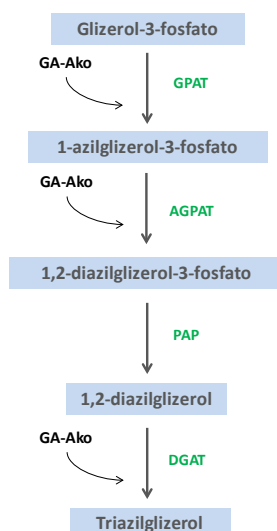 Glizerol-3-fosfato
GA-Ako
GPAT
1-azilglizerol-3-fosfato
GA-Ako
AGPAT
1,2-diazilglizerol-3-fosfato
PAP
1,2-diazilglizerol
GA-Ako
DGAT
Triazilglizerol